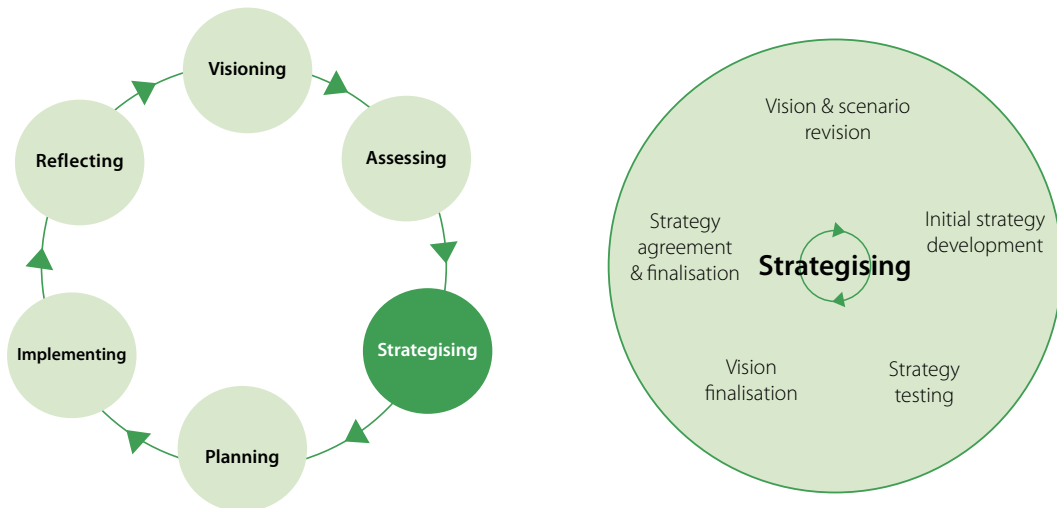 Visioning
Assessing
Strategising
Planning
Implementing
Reflecting
Vision & scenario
revision
Initial strategy
development
Strategy
testing
Vision
finalisation
Strategy
agreement
& finalisation
Strategising